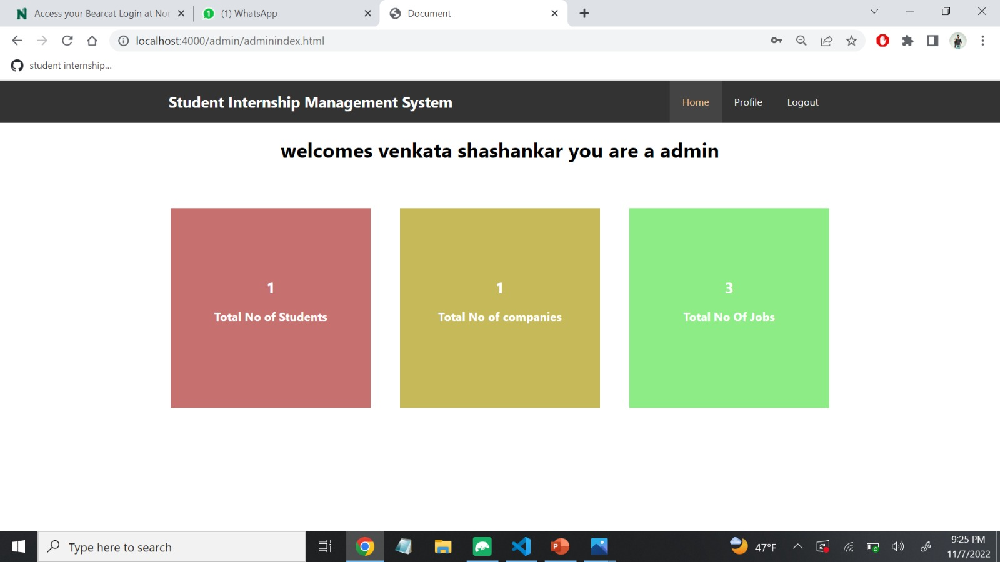 Access your Bearcat Login at Nor
(1) WhatsApp
Document
localhost:4000/admin/adminindex.html
student internship...
Student Internship Management System
Home
Profile
Logout
welcomes venkata shashankar you are a admin
1
Total No of Students
1
Total No of companies
3
Total No Of Jobs
Type here to search
47°F
9:25 PM
11/7/2022